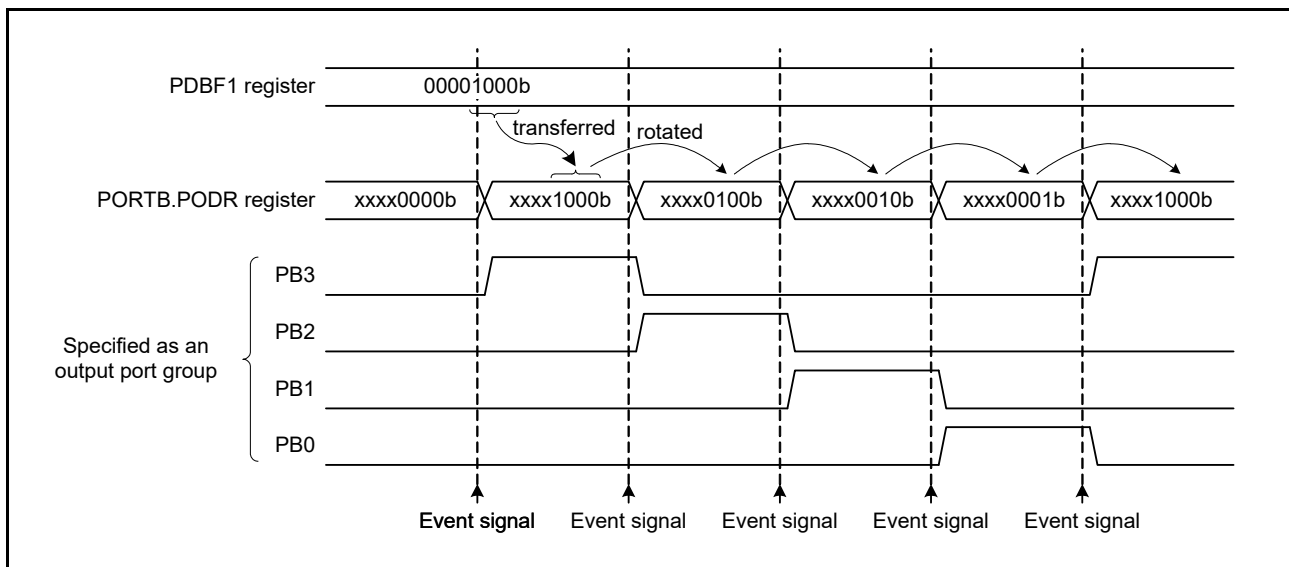 PDBF1 register
00001000b
transferred
rotated
PORTB.PODR register
xxxx0000b
xxxx1000b
xxxx0100b
xxxx0010b
xxxx0001b
xxxx1000b
PB3
PB2
Specified as an
output port group
PB1
PB0
Event signal
Event signal
Event signal
Event signal
Event signal